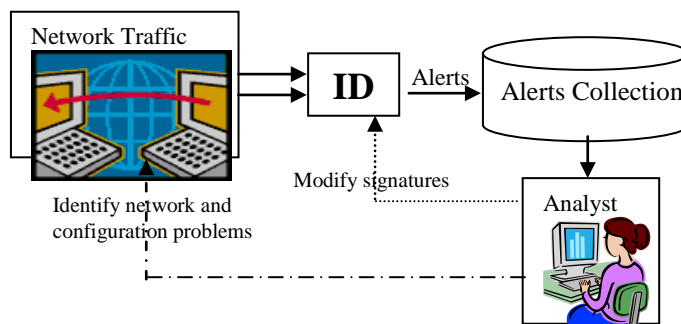 Network Traffic
ID
Alerts
Alerts Collection
Modify signatures
Analyst
Identify network and
configuration problems